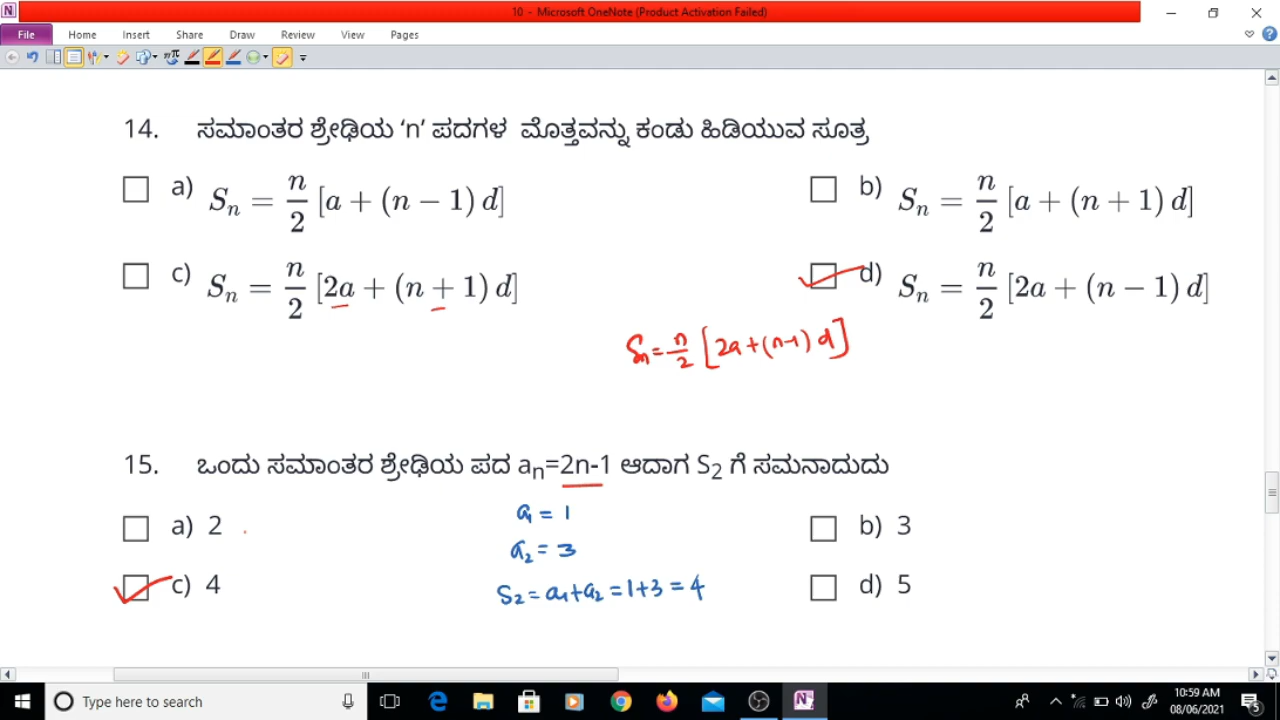 10 - Microsoft OneNote (Product Activation Failed)
File Home Insert Share Draw Review View Pages
14. ಸಮಾಂತರ ಶ್ರೇಢಿಯ ‘n’ ಪದಗಳ ಮೊತ್ತವನ್ನು ಕಂಡು ಹಿಡಿಯುವ ಸೂತ್ರ
a) Sₙ = n/2 [a + (n − 1) d]
b) Sₙ = n/2 [a + (n + 1) d]
c) Sₙ = n/2 [2a + (n + 1) d]
d) Sₙ = n/2 [2a + (n − 1) d]
Sₙ = n/2 [2a + (n-1) d]
15. ಒಂದು ಸಮಾಂತರ ಶ್ರೇಢಿಯ ಪದ aₙ=2n-1 ಆದಾಗ S₂ ಗೆ ಸಮನಾದುದು
a) 2
b) 3
a₁ = 1
a₂ = 3
c) 4
d) 5
S₂ = a₁+a₂ = 1+3 = 4
Type here to search
10:59 AM
08/06/2021
5